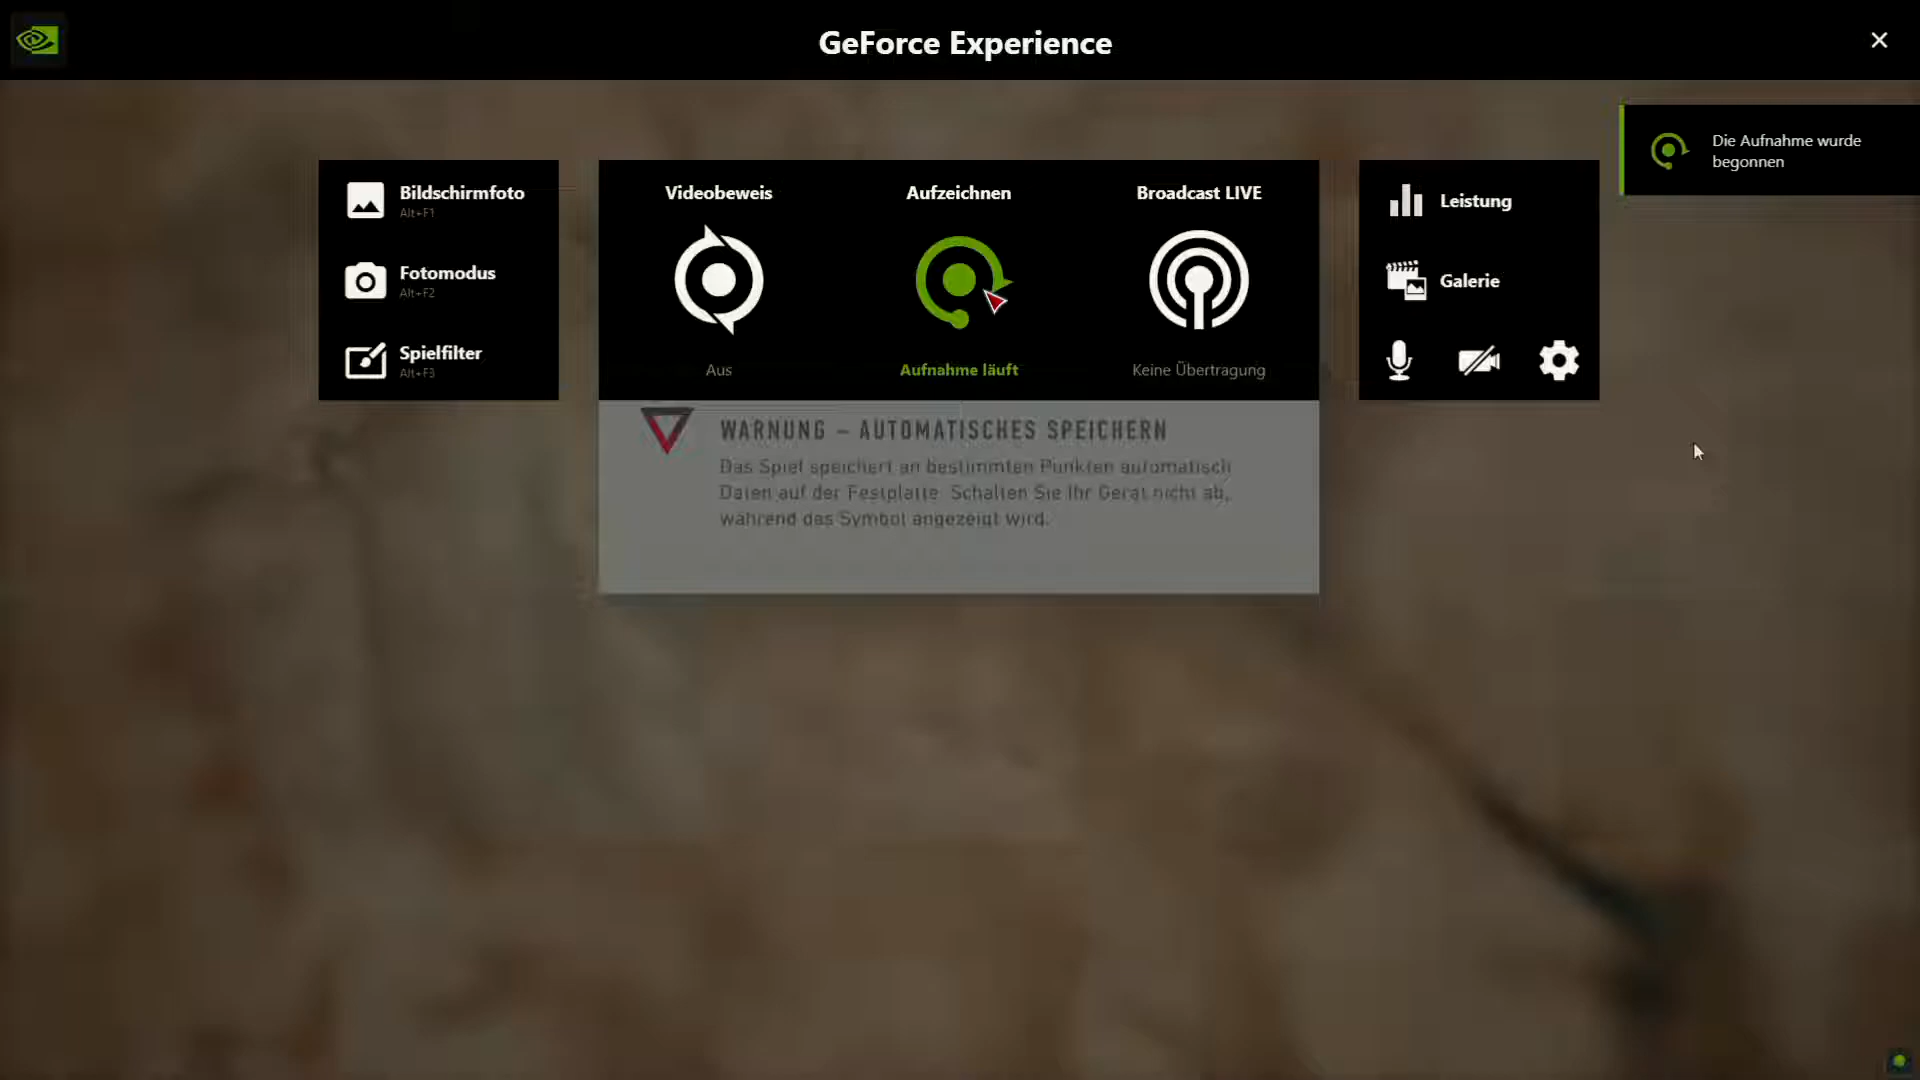 GeForce Experience
Die Aufnahme wurde
begonnen
Bildschirmfoto
Alt+F1
Fotomodus
Alt+F2
Spielfilter
Alt+F3
Videobeweis
Aus
Aufzeichnen
Aufnahme läuft
Broadcast LIVE
Keine Übertragung
Leistung
Galerie
WARNUNG – AUTOMATISCHES SPEICHERN
Das Spiel speichert an bestimmten Punkten automatisch
Daten auf der Festplatte. Schalten Sie Ihr Gerät nicht ab,
während das Symbol angezeigt wird.